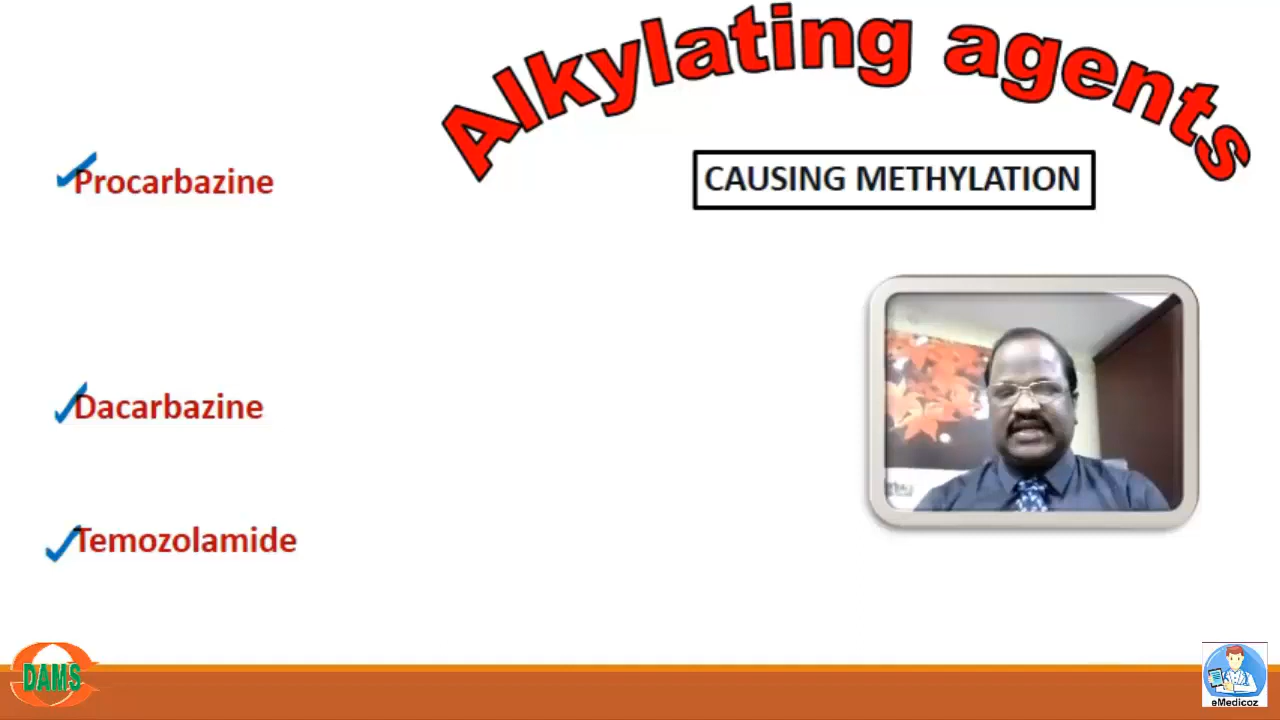 Alkylating agents
CAUSING METHYLATION
Procarbazine
Dacarbazine
Temozolamide
DAMS
eMedicoz